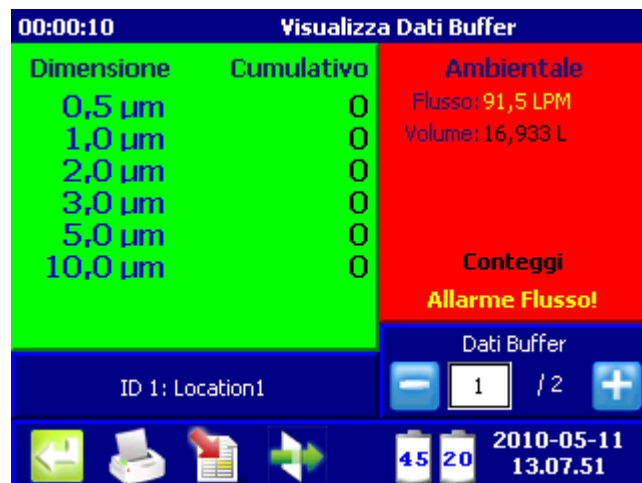 00:00:10 Visualizza Dati Buffer
Dimensione Cumulativo
0,5 µm 0
1,0 µm 0
2,0 µm 0
3,0 µm 0
5,0 µm 0
10,0 µm 0
Ambientale
Flusso: 91,5 LPM
Volume: 16,933 L
Conteggi
Allarme Flusso!
ID 1: Location1
Dati Buffer
1 / 2
45 20
2010-05-11
13.07.51